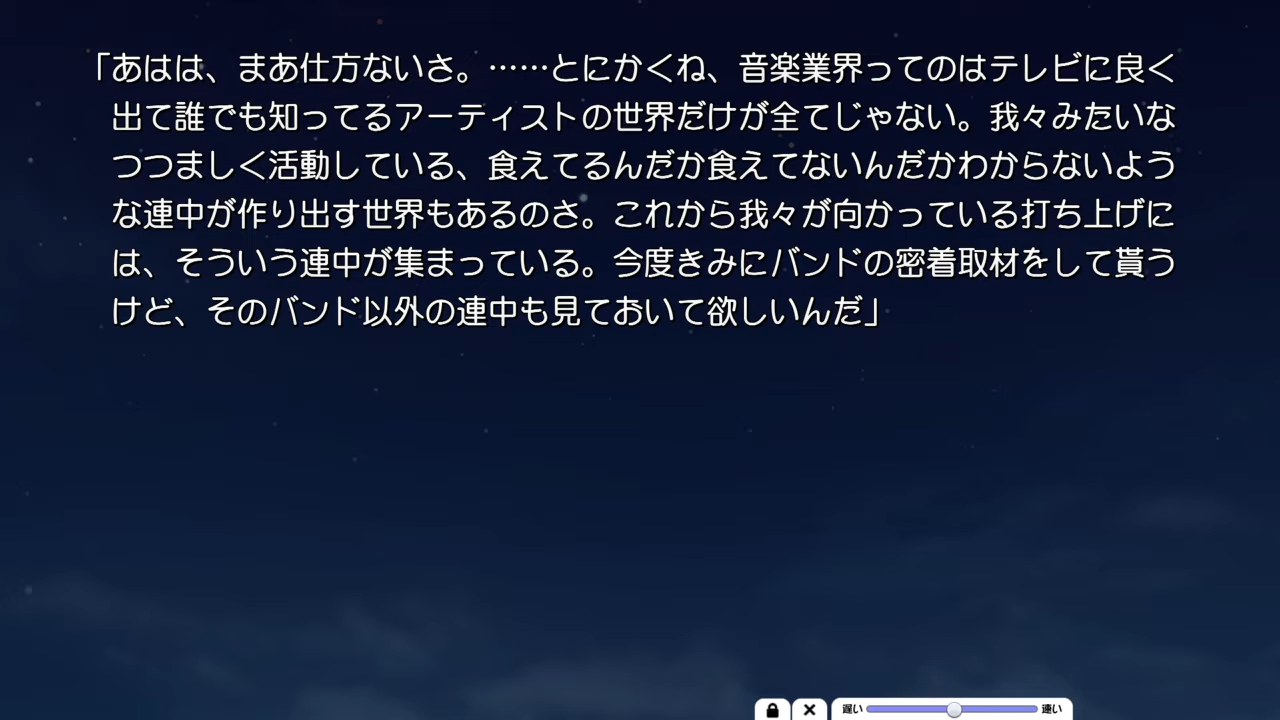 「あはは、まあ仕方ないさ。……とにかくね、音楽業界ってのはテレビに良く
出て誰でも知ってるアーティストの世界だけが全てじゃない。我々みたいな
つつましく活動している、食えてるんだか食えてないんだかわからないよう
な連中が作り出す世界もあるのさ。これから我々が向かっている打ち上げに
は、そういう連中が集まっている。今度きみにバンドの密着取材をして貰う
けど、そのバンド以外の連中も見ておいて欲しいんだ」
遅い 速い